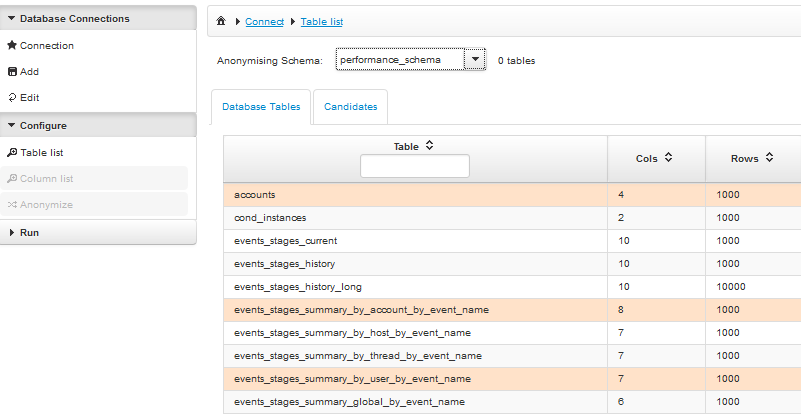 Database Connections
Connection
Add
Edit
Configure
Table list
Column list
Anonymize
Run
Connect Table list
Anonymising Schema: performance_schema 0 tables
Database Tables Candidates
Table Cols Rows
accounts 4 1000
cond_instances 2 1000
events_stages_current 10 1000
events_stages_history 10 1000
events_stages_history_long 10 10000
events_stages_summary_by_account_by_event_name 8 1000
events_stages_summary_by_host_by_event_name 7 1000
events_stages_summary_by_thread_by_event_name 7 1000
events_stages_summary_by_user_by_event_name 7 1000
events_stages_summary_global_by_event_name 6 1000